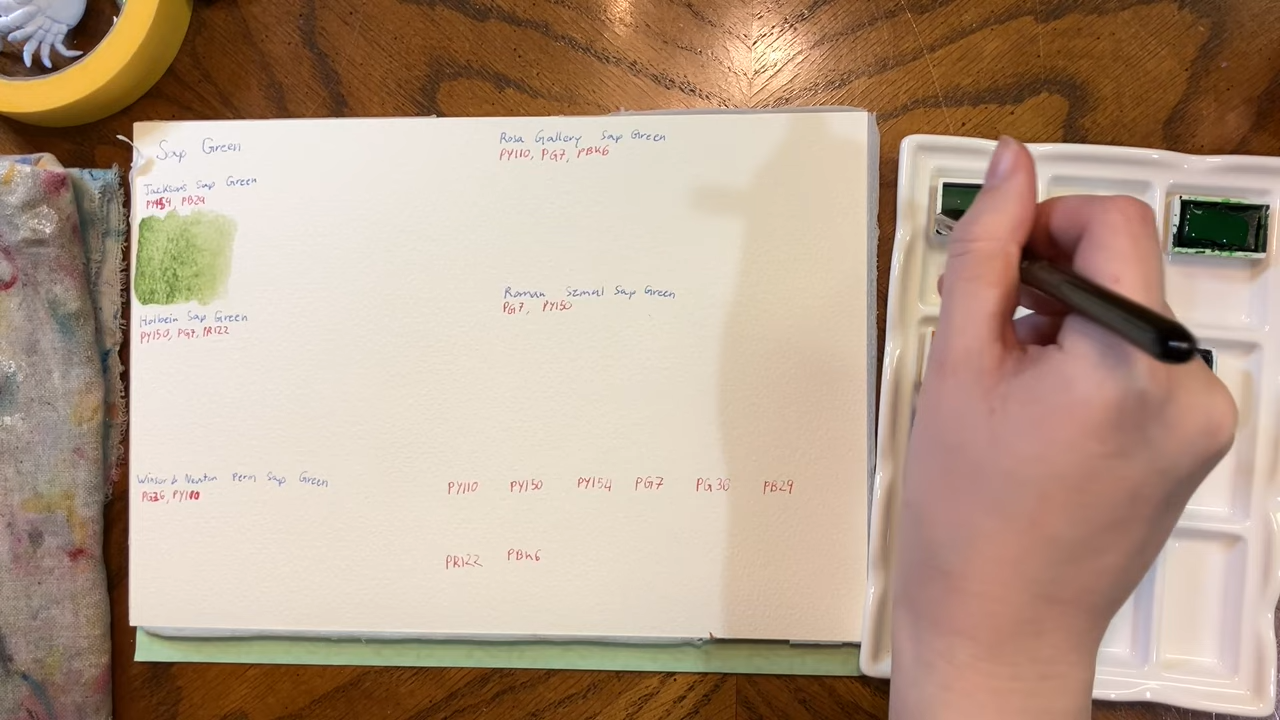 Sap Green
Jackson's Sap Green
PY154, PB29
Holbein Sap Green
PY150, PG7, PR122
Winsor & Newton Perm Sap Green
PG36, PY110
Rosa Gallery Sap Green
PY110, PG7, PBK6
Roman Szmal Sap Green
PG7, PY150
PY110 PY150 PY154 PG7 PG36 PB29
PR122 PBk6